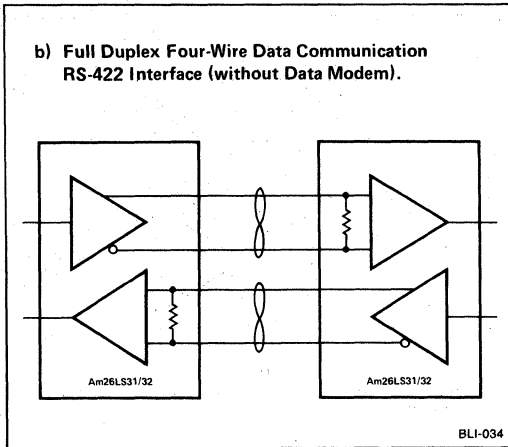 b) Full Duplex Four-Wire Data Communication
RS-422 Interface (without Data Modem).
Am26LS31/32
Am26LS31/32
BLI-034